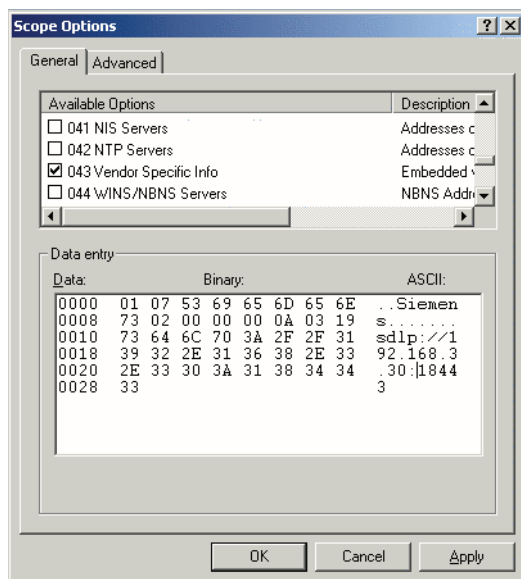 Scope Options
General Advanced
Available Options Description
041 NIS Servers Addresses c
042 NTP Servers Addresses c
043 Vendor Specific Info Embedded v
044 WINS/NBNS Servers NBNS Addr
Data entry
Data: Binary: ASCII:
0000 01 07 53 69 65 6D 65 6E ..Siemen
0008 73 02 00 00 00 0A 03 19 s.......
0010 73 64 6C 70 3A 2F 2F 31 sdlp://1
0018 39 32 2E 31 36 38 2E 33 92.168.3
0020 2E 33 30 3A 31 38 34 34 .30:1844
0028 33 3
OK Cancel Apply